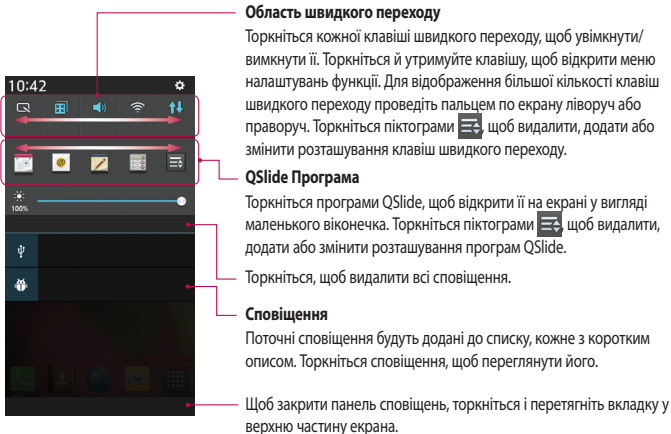 Область швидкого переходу
Торкніться кожної клавіші швидкого переходу, щоб увімкнути/
вимкнути її. Торкніться й утримуйте клавішу, щоб відкрити меню
налаштувань функції. Для відображення більшої кількості клавіш
швидкого переходу проведіть пальцем по екрану ліворуч або
праворуч. Торкніться піктограми , щоб видалити, додати або
змінити розташування клавіш швидкого переходу.
QSlide Програма
Торкніться програми QSlide, щоб відкрити її на екрані у вигляді
маленького віконечка. Торкніться піктограми , щоб видалити,
додати або змінити розташування програм QSlide.
Торкніться, щоб видалити всі сповіщення.
Сповіщення
Поточні сповіщення будуть додані до списку, кожне з коротким
описом. Торкніться сповіщення, щоб переглянути його.
Щоб закрити панель сповіщень, торкніться і перетягніть вкладку у
верхню частину екрана.
10:42
100%